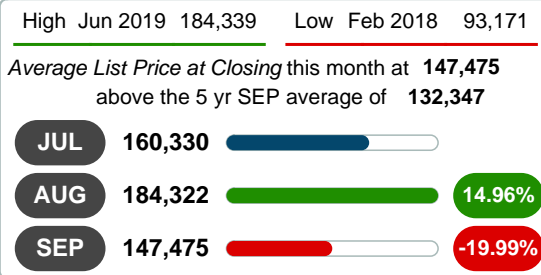 High Jun 2019 184,339 Low Feb 2018 93,171
Average List Price at Closing this month at 147,475
above the 5 yr SEP average of 132,347
JUL 160,330
AUG 184,322 14.96%
SEP 147,475 -19.99%